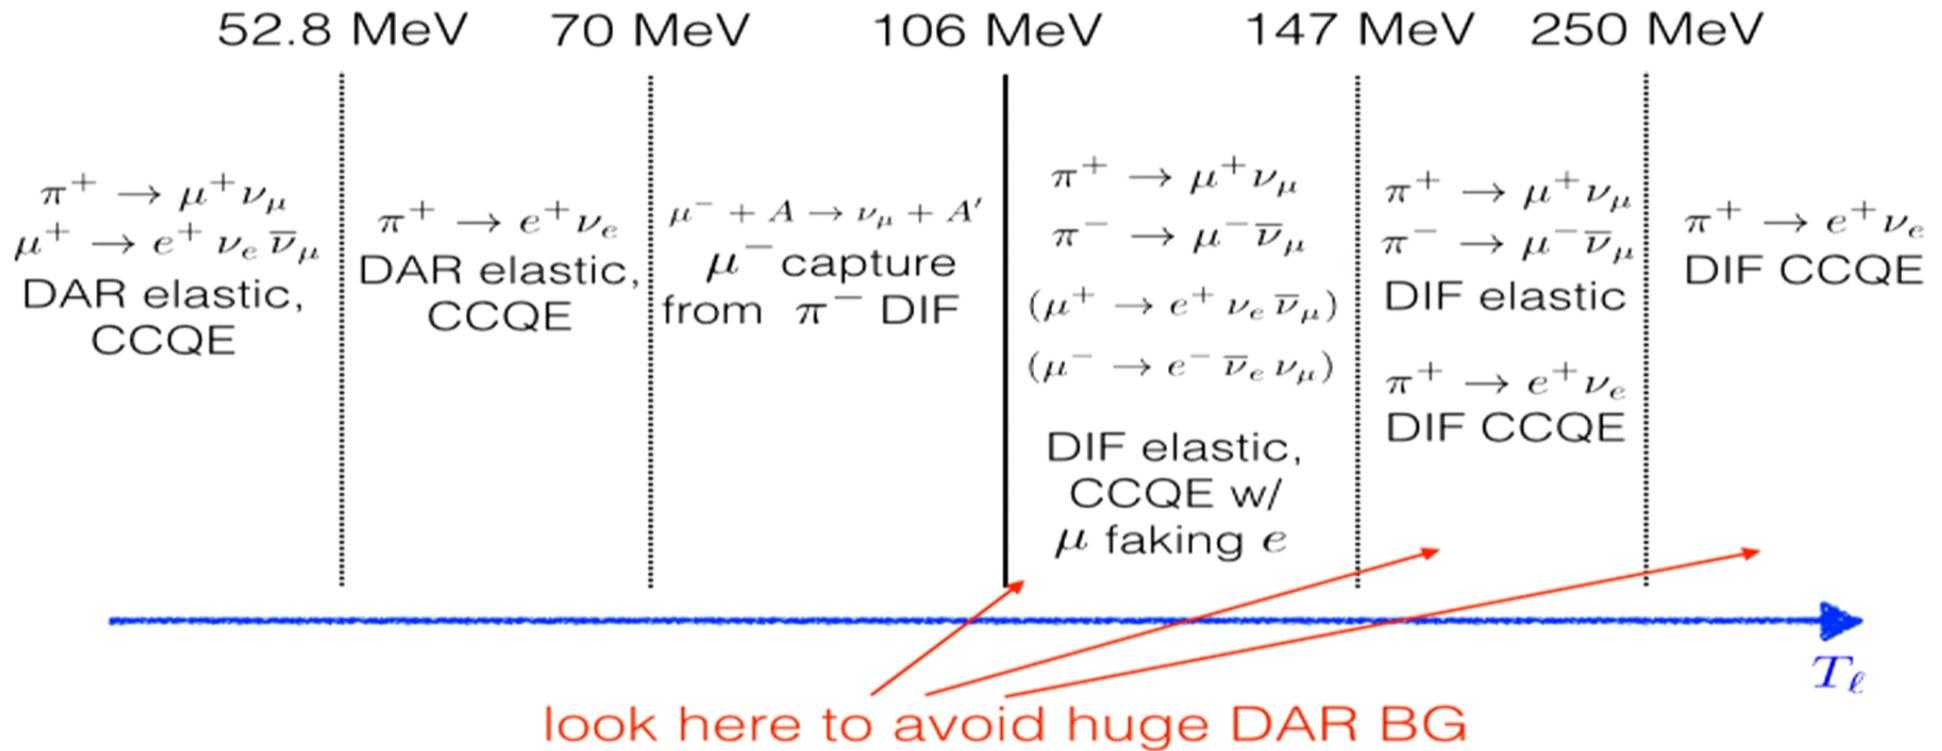 52.8 MeV 70 MeV 106 MeV 147 MeV 250 MeV
π⁺ → μ⁺ ν_μ
μ⁺ → e⁺ ν_e ν̅_μ
DAR elastic,
CCQE
π⁺ → e⁺ ν_e
DAR elastic,
CCQE
μ⁻ + A → ν_μ + A′
μ⁻ capture
from π⁻ DIF
π⁺ → μ⁺ ν_μ
π⁻ → μ⁻ ν̅_μ
(μ⁺ → e⁺ ν_e ν̅_μ)
(μ⁻ → e⁻ ν̅_e ν_μ)
DIF elastic,
CCQE w/
μ faking e
π⁺ → μ⁺ ν_μ
π⁻ → μ⁻ ν̅_μ
DIF elastic
π⁺ → e⁺ ν_e
DIF CCQE
π⁺ → e⁺ ν_e
DIF CCQE
T_ℓ
look here to avoid huge DAR BG